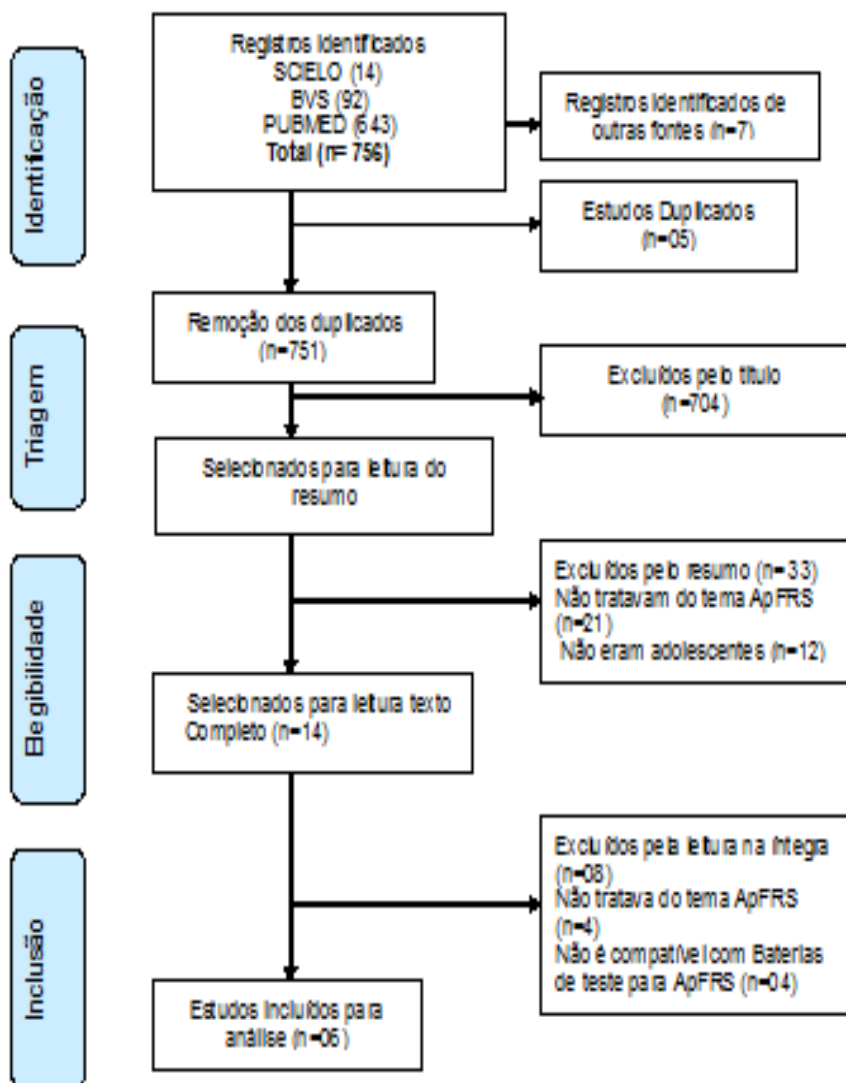 Identificação
Registros Identificados
SCIELO (14)
BVS (92)
PUBMED (643)
Total (n= 756)
Registros Identificados de
outras fontes (n=7)
Estudos Duplicados
(n=05)
Triagem
Remoção dos duplicados
(n=751)
Excluídos pelo título
(n=704)
Selecionados para leitura do
resumo
Elegibilidade
Excluídos pelo resumo (n=33)
Não tratavam do tema ApFRS
(n=21)
Não eram adolescentes (n=12)
Selecionados para leitura texto
Completo (n=14)
Inclusão
Excluídos pela leitura na íntegra
(n=08)
Não tratava do tema ApFRS
(n=4)
Não é compatível com Baterias
de teste para ApFRS (n=04)
Estudos Incluídos para
análise (n=06)